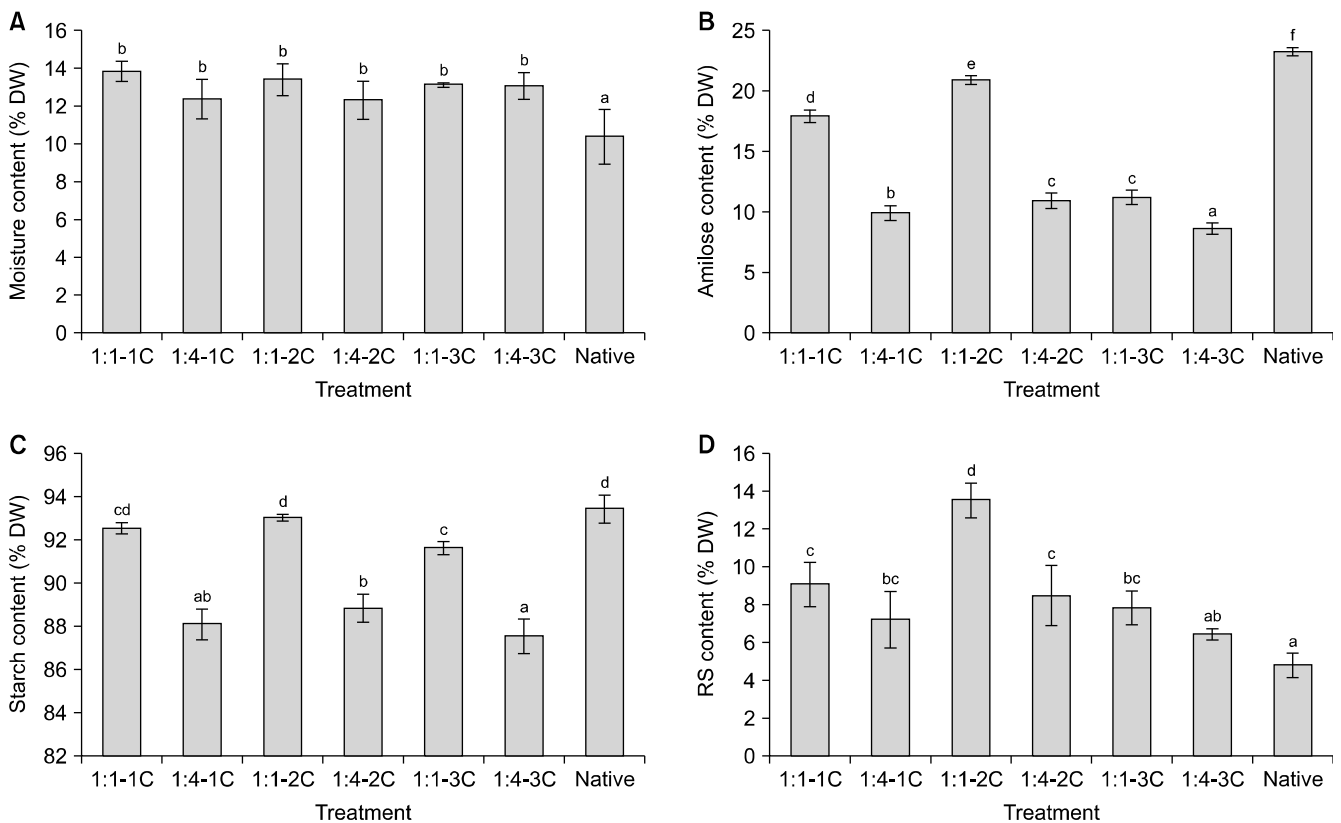 A
Moisture content (% DW)
16
14
12
10
8
6
4
2
0
b
b
b
b
b
b
a
1:1-1C 1:4-1C 1:1-2C 1:4-2C 1:1-3C 1:4-3C Native
Treatment
B
Amilose content (% DW)
25
20
15
10
5
0
d
b
e
c
c
a
f
1:1-1C 1:4-1C 1:1-2C 1:4-2C 1:1-3C 1:4-3C Native
Treatment
C
Starch content (% DW)
96
94
92
90
88
86
84
82
cd
ab
d
b
c
a
d
1:1-1C 1:4-1C 1:1-2C 1:4-2C 1:1-3C 1:4-3C Native
Treatment
D
RS content (% DW)
16
14
12
10
8
6
4
2
0
c
bc
d
c
bc
ab
a
1:1-1C 1:4-1C 1:1-2C 1:4-2C 1:1-3C 1:4-3C Native
Treatment